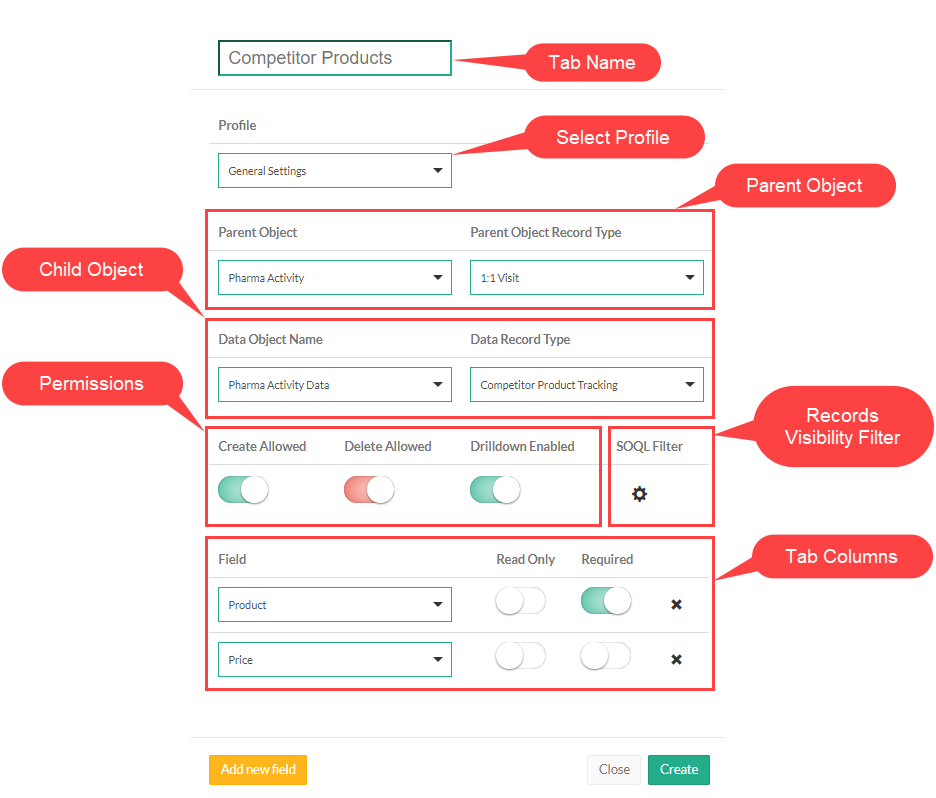 Competitor Products
Tab Name
Profile
Select Profile
General Settings
Parent Object
Parent Object
Parent Object Record Type
Child Object
Pharma Activity
1:1 Visit
Data Object Name
Data Record Type
Permissions
Pharma Activity Data
Competitor Product Tracking
Records
Visibility Filter
Create Allowed
Delete Allowed
Drilldown Enabled
SOQL Filter
Tab Columns
Field
Read Only
Required
Product
Price
Add new field
Close
Create